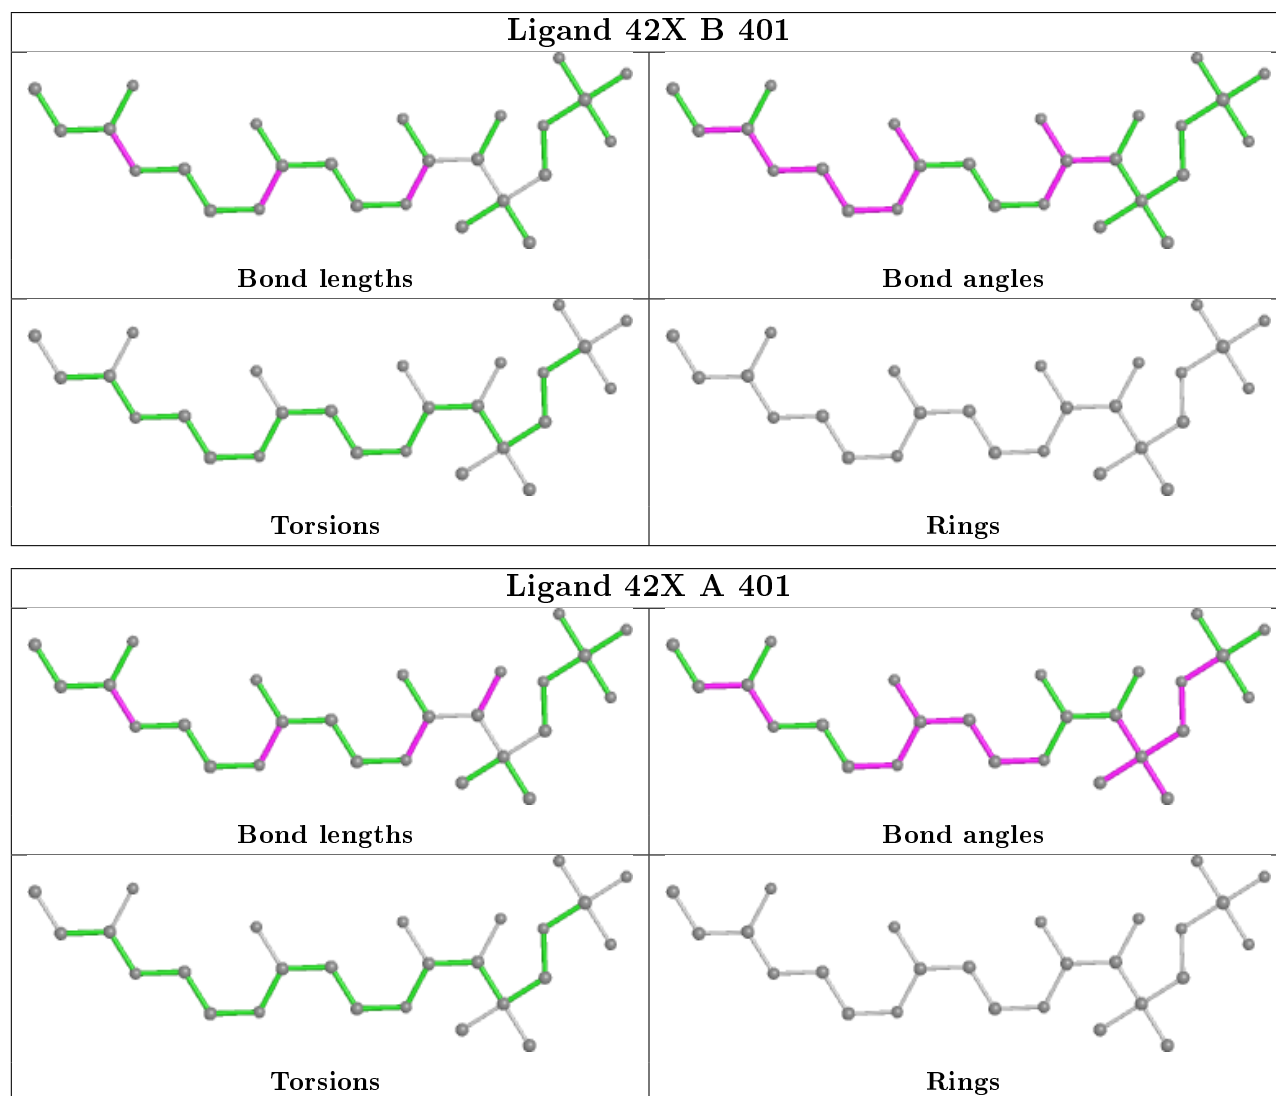 Ligand 42X B 401
Bond lengths
Bond angles
Torsions
Rings
Ligand 42X A 401
Bond lengths
Bond angles
Torsions
Rings